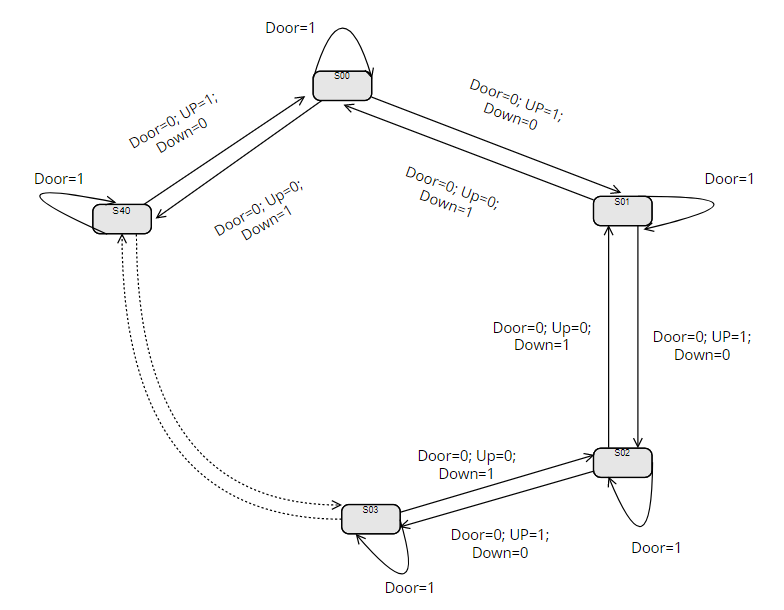 Door=1
S00
Door=0; UP=1;
Down=0
Door=0; UP=1;
Down=0
Door=1
S40
Door=0; Up=0;
Down=1
Door=0; Up=0;
Down=1
S01
Door=1
Door=0; Up=0;
Down=1
Door=0; UP=1;
Down=0
Door=0; Up=0;
Down=1
S02
S03
Door=0; UP=1;
Down=0
Door=1
Door=1